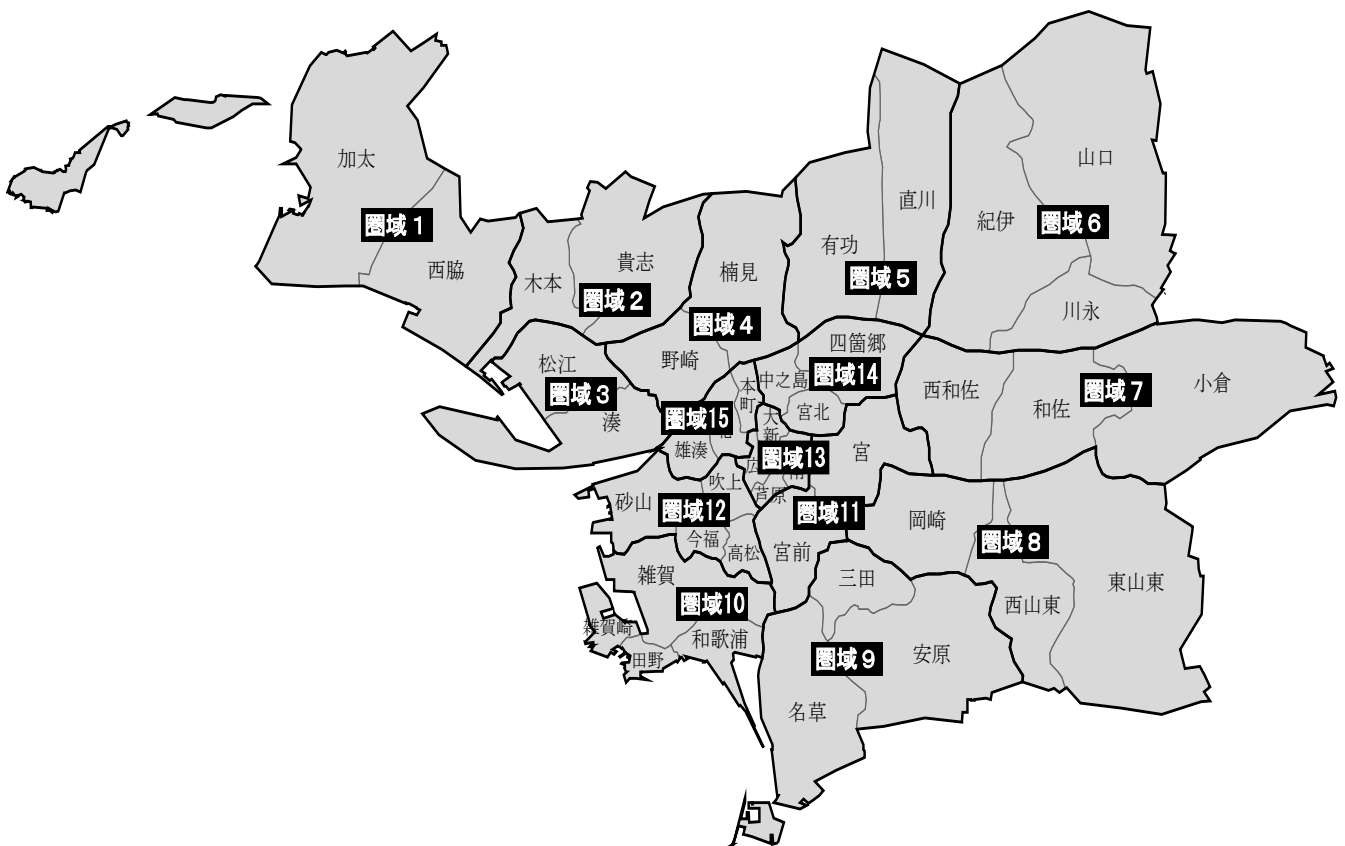 加太
圏域1
西脇
木本
貴志
圏域2
松江
圏域3
湊
楠見
圏域4
野崎
有功
直川
圏域5
紀伊
山口
圏域6
川永
西和佐
和佐
圏域7
小倉
四箇郷
中之島
圏域14
宮北
本町
圏域15
雄湊
大新
圏域13
芦原
宮
圏域11
宮前
砂山
吹上
圏域12
今福
高松
岡崎
圏域8
西山東
東山東
雑賀
圏域10
雑賀崎
田野
和歌浦
三田
圏域9
安原
名草